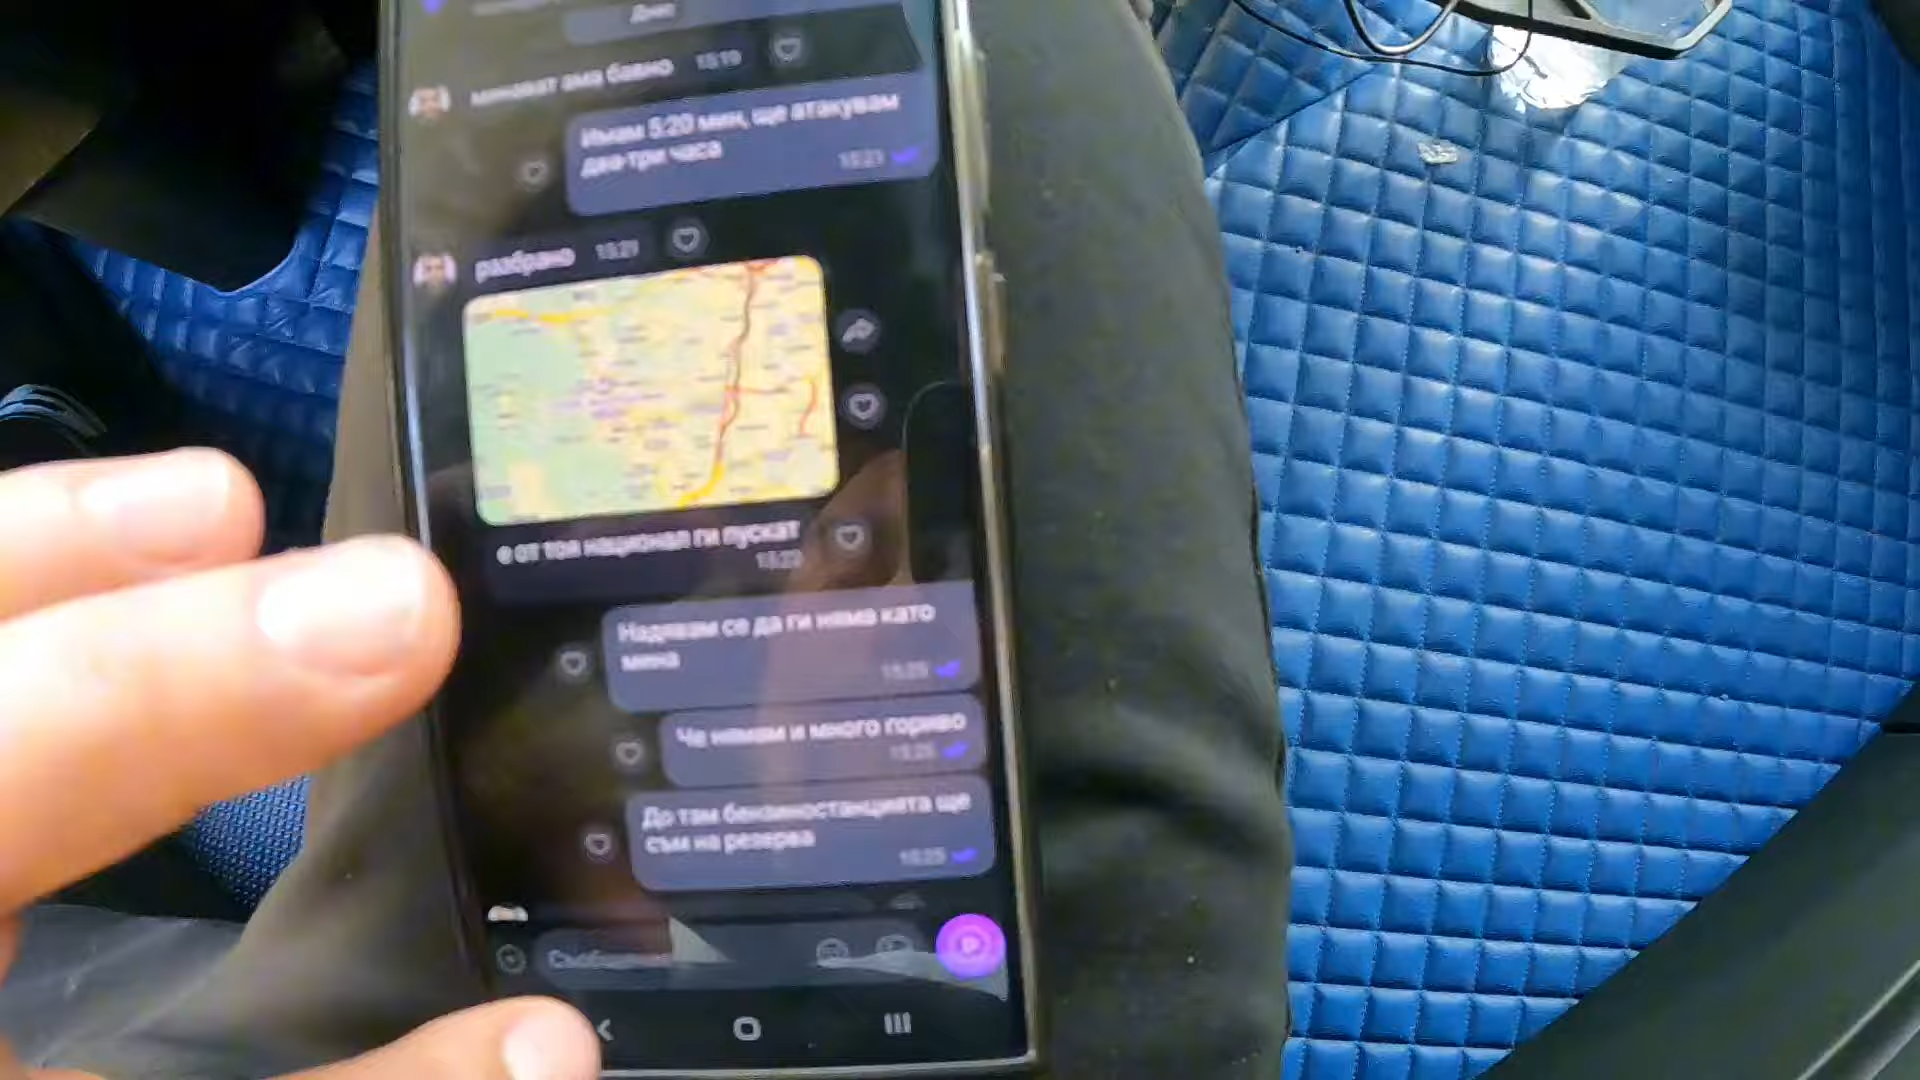 Днес
минават ама бавно 15:19
Имам 5:20 мин, ще атакувам
два-три часа
15:21
разбрано 15:21
е от тоя национал ги пускат
15:22
Надявам се да ги няма като
мина
15:25
Че нямам и много гориво
15:25
До там бензиностанцията ще
съм на резерва
15:25